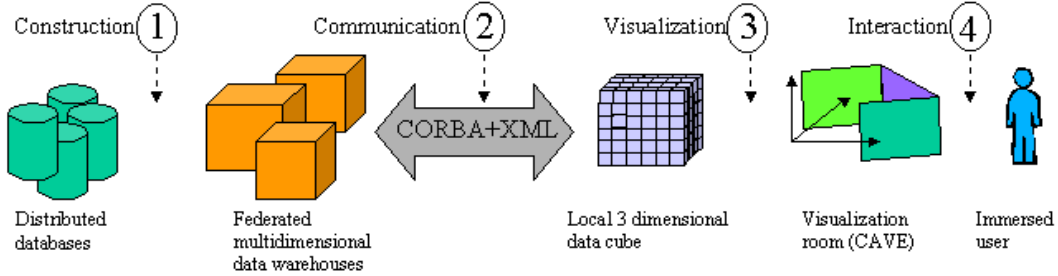 Construction 1
Communication 2
Visualization 3
Interaction 4
CORBA+XML
Distributed
databases
Federated
multidimensional
data warehouses
Local 3 dimensional
data cube
Visualization
room (CAVE)
Immersed
user